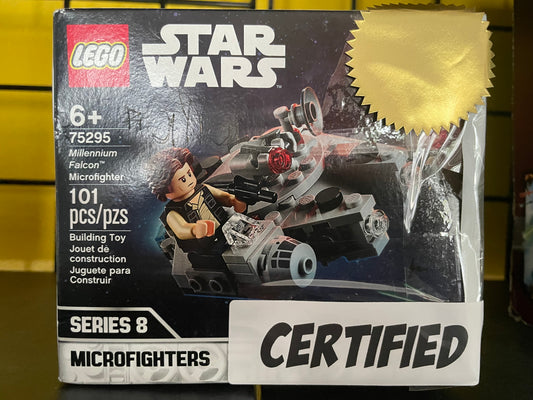 LEGO
STAR
WARS™
6+
75295
Millennium
Falcon™
Microfighter
101
pcs/pzs
Building Toy
Jouet de
construction
Juguete para
Construir
SERIES 8
MICROFIGHTERS
CERTIFIED